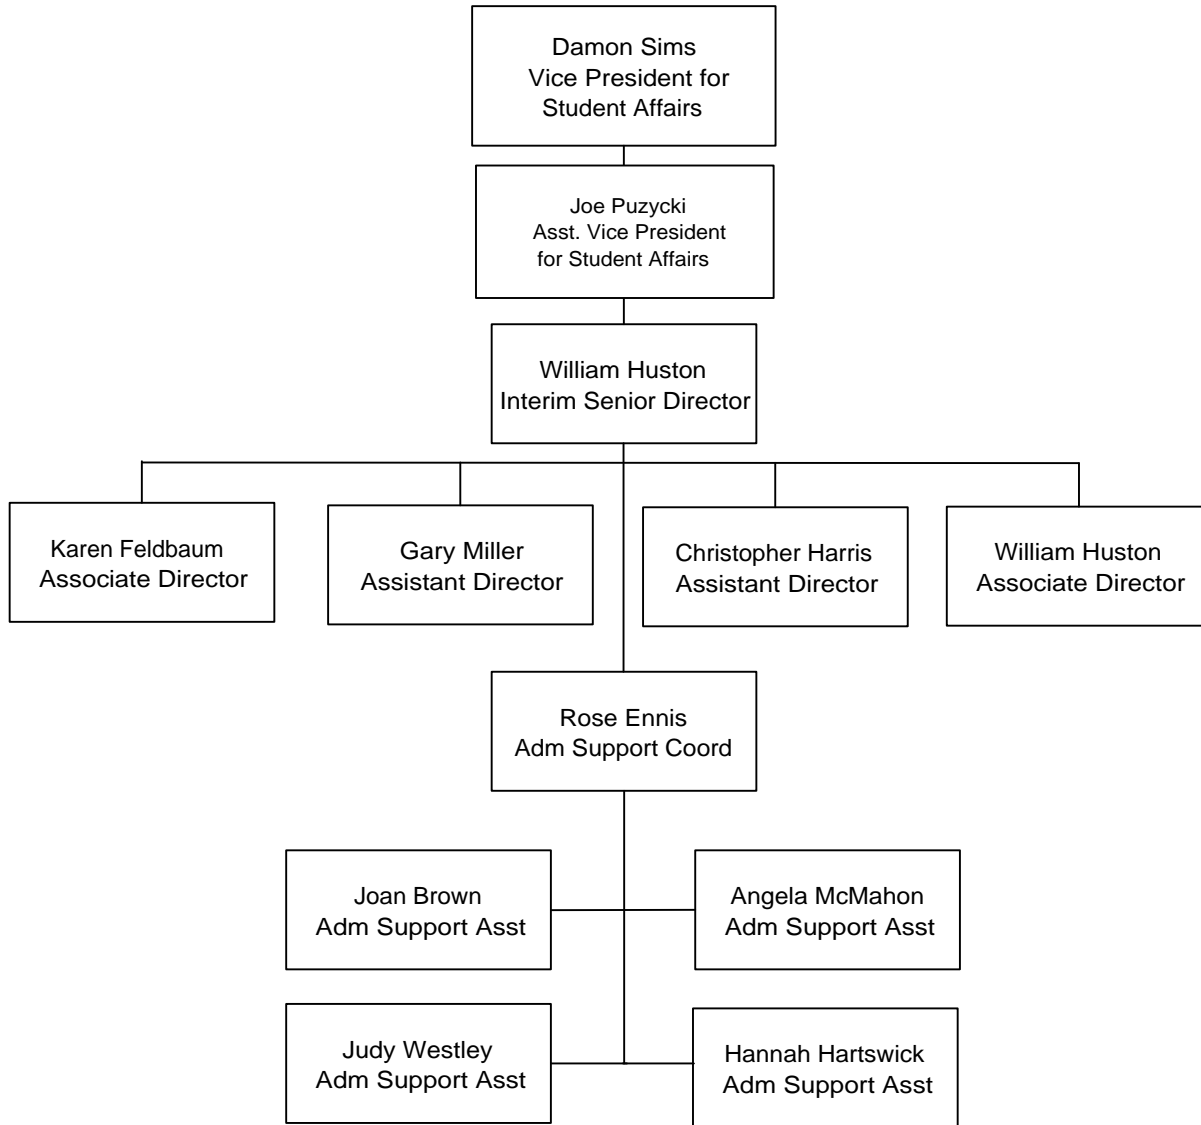 Damon Sims
Vice President for
Student Affairs
Joe Puzycki
Asst. Vice President
for Student Affairs
William Huston
Interim Senior Director
Karen Feldbaum
Associate Director
Gary Miller
Assistant Director
Christopher Harris
Assistant Director
William Huston
Associate Director
Rose Ennis
Adm Support Coord
Joan Brown
Adm Support Asst
Angela McMahon
Adm Support Asst
Judy Westley
Adm Support Asst
Hannah Hartswick
Adm Support Asst